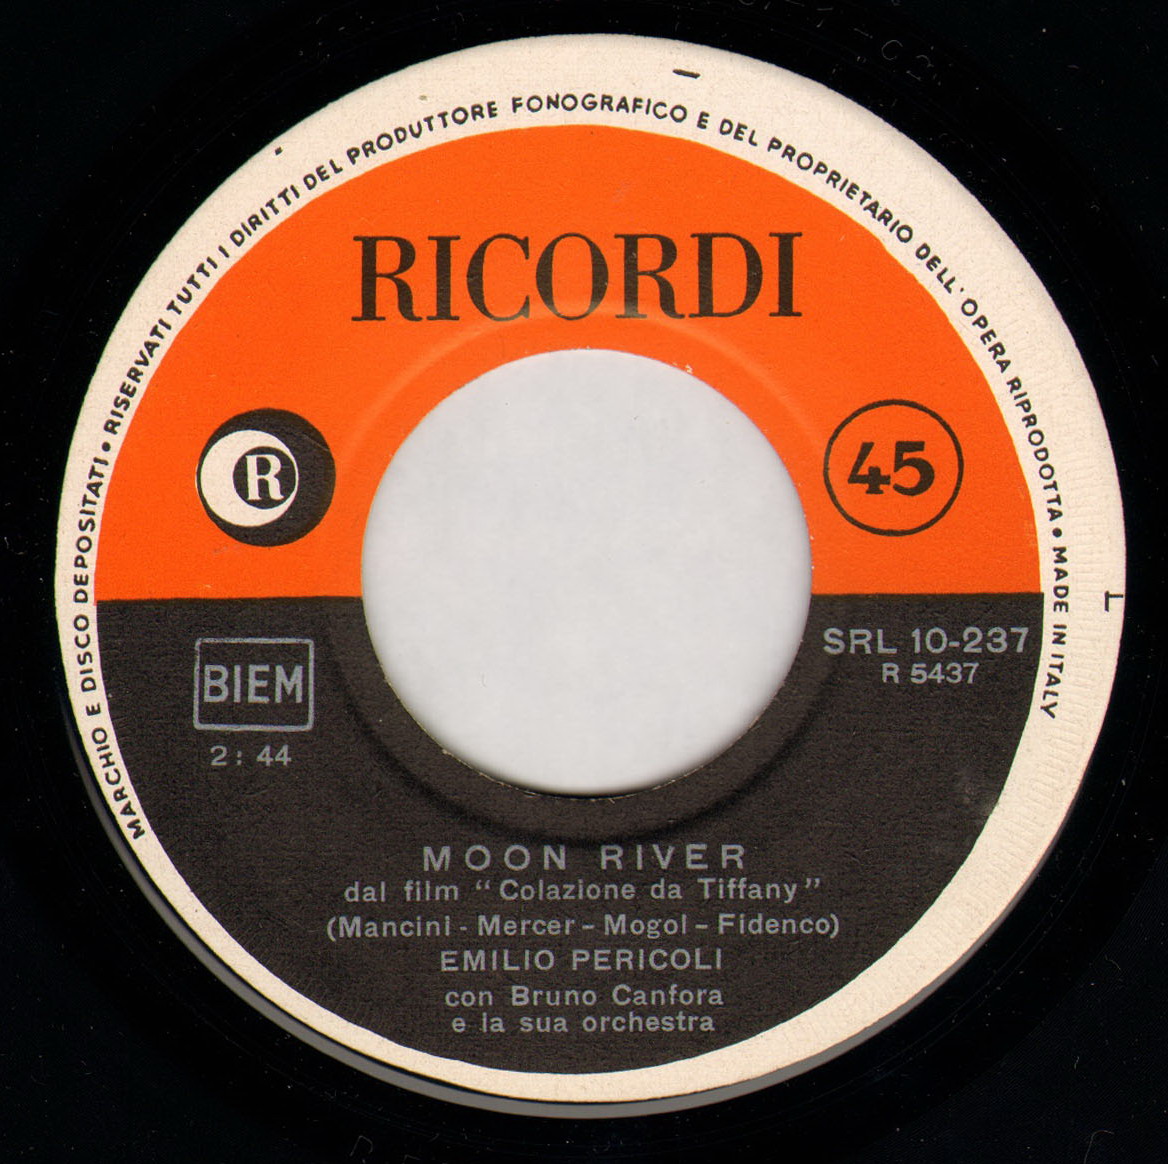 MARCHIO E DISCO DEPOSITATI • RISERVATI TUTTI I DIRITTI DEL PRODUTTORE FONOGRAFICO E DEL PROPRIETARIO DELL'OPERA RIPRODOTTA • MADE IN ITALY
RICORDI
R
45
BIEM
2: 44
SRL 10-237
R 5437
MOON RIVER
dal film "Colazione da Tiffany"
(Mancini - Mercer - Mogol - Fidenco)
EMILIO PERICOLI
con Bruno Canfora
e la sua orchestra